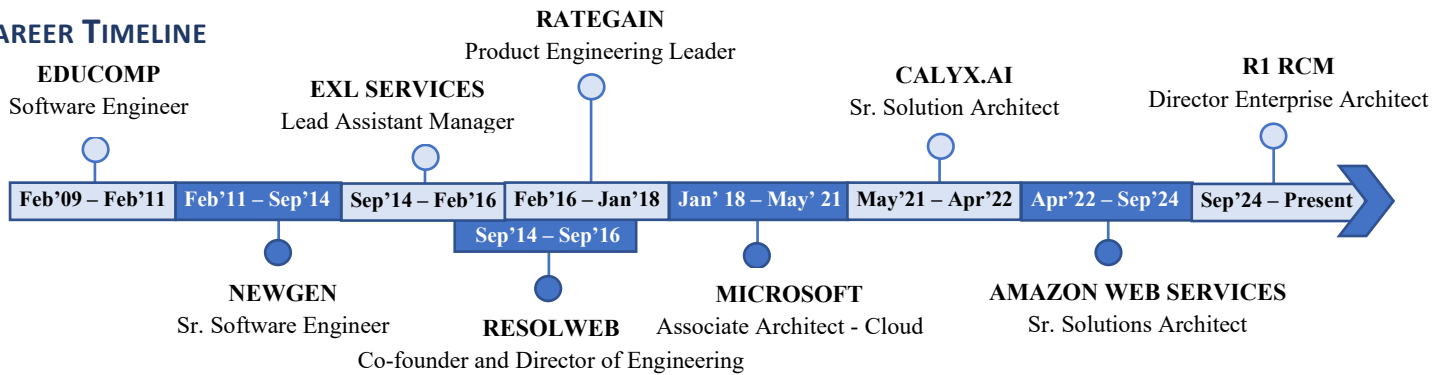 AREER TIMELINE
EDUCOMP
Software Engineer
EXL SERVICES
Lead Assistant Manager
RATEGAIN
Product Engineering Leader
CALYX.AI
Sr. Solution Architect
R1 RCM
Director Enterprise Architect
Feb'09 – Feb'11
Feb'11 – Sep'14
Sep'14 – Feb'16
Feb'16 – Jan'18
Jan' 18 – May' 21
May'21 – Apr'22
Apr'22 – Sep'24
Sep'24 – Present
Sep'14 – Sep'16
NEWGEN
Sr. Software Engineer
RESOLWEB
Co-founder and Director of Engineering
MICROSOFT
Associate Architect - Cloud
AMAZON WEB SERVICES
Sr. Solutions Architect